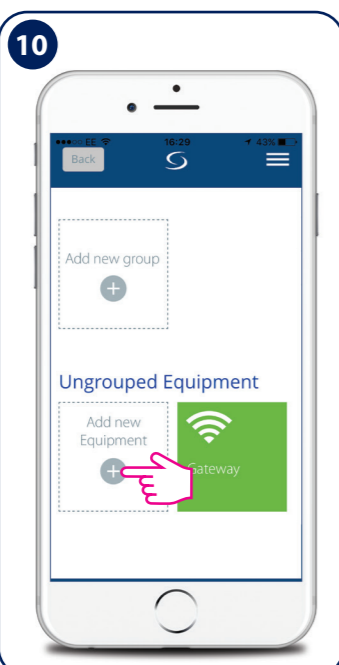 10
EE 16:29 43%
Back
Add new group
Ungrouped Equipment
Add new
Equipment
Gateway